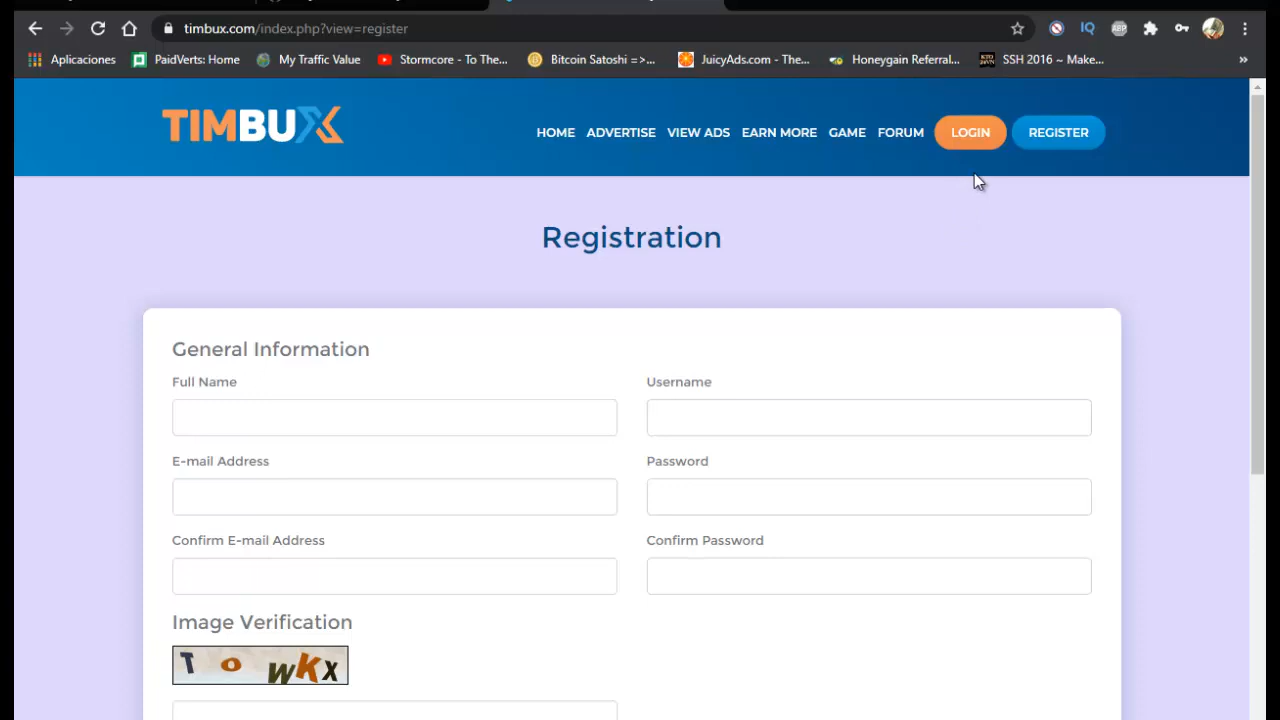 timbux.com/index.php?view=register
IQ
ABP
Aplicaciones
PaidVerts: Home
My Traffic Value
Stormcore - To The...
Bitcoin Satoshi =>...
JuicyAds.com - The...
Honeygain Referral...
SSH 2016 ~ Make...
»
TIMBUX
HOME
ADVERTISE
VIEW ADS
EARN MORE
GAME
FORUM
LOGIN
REGISTER
Registration
General Information
Full Name
Username
E-mail Address
Password
Confirm E-mail Address
Confirm Password
Image Verification
T o w K x